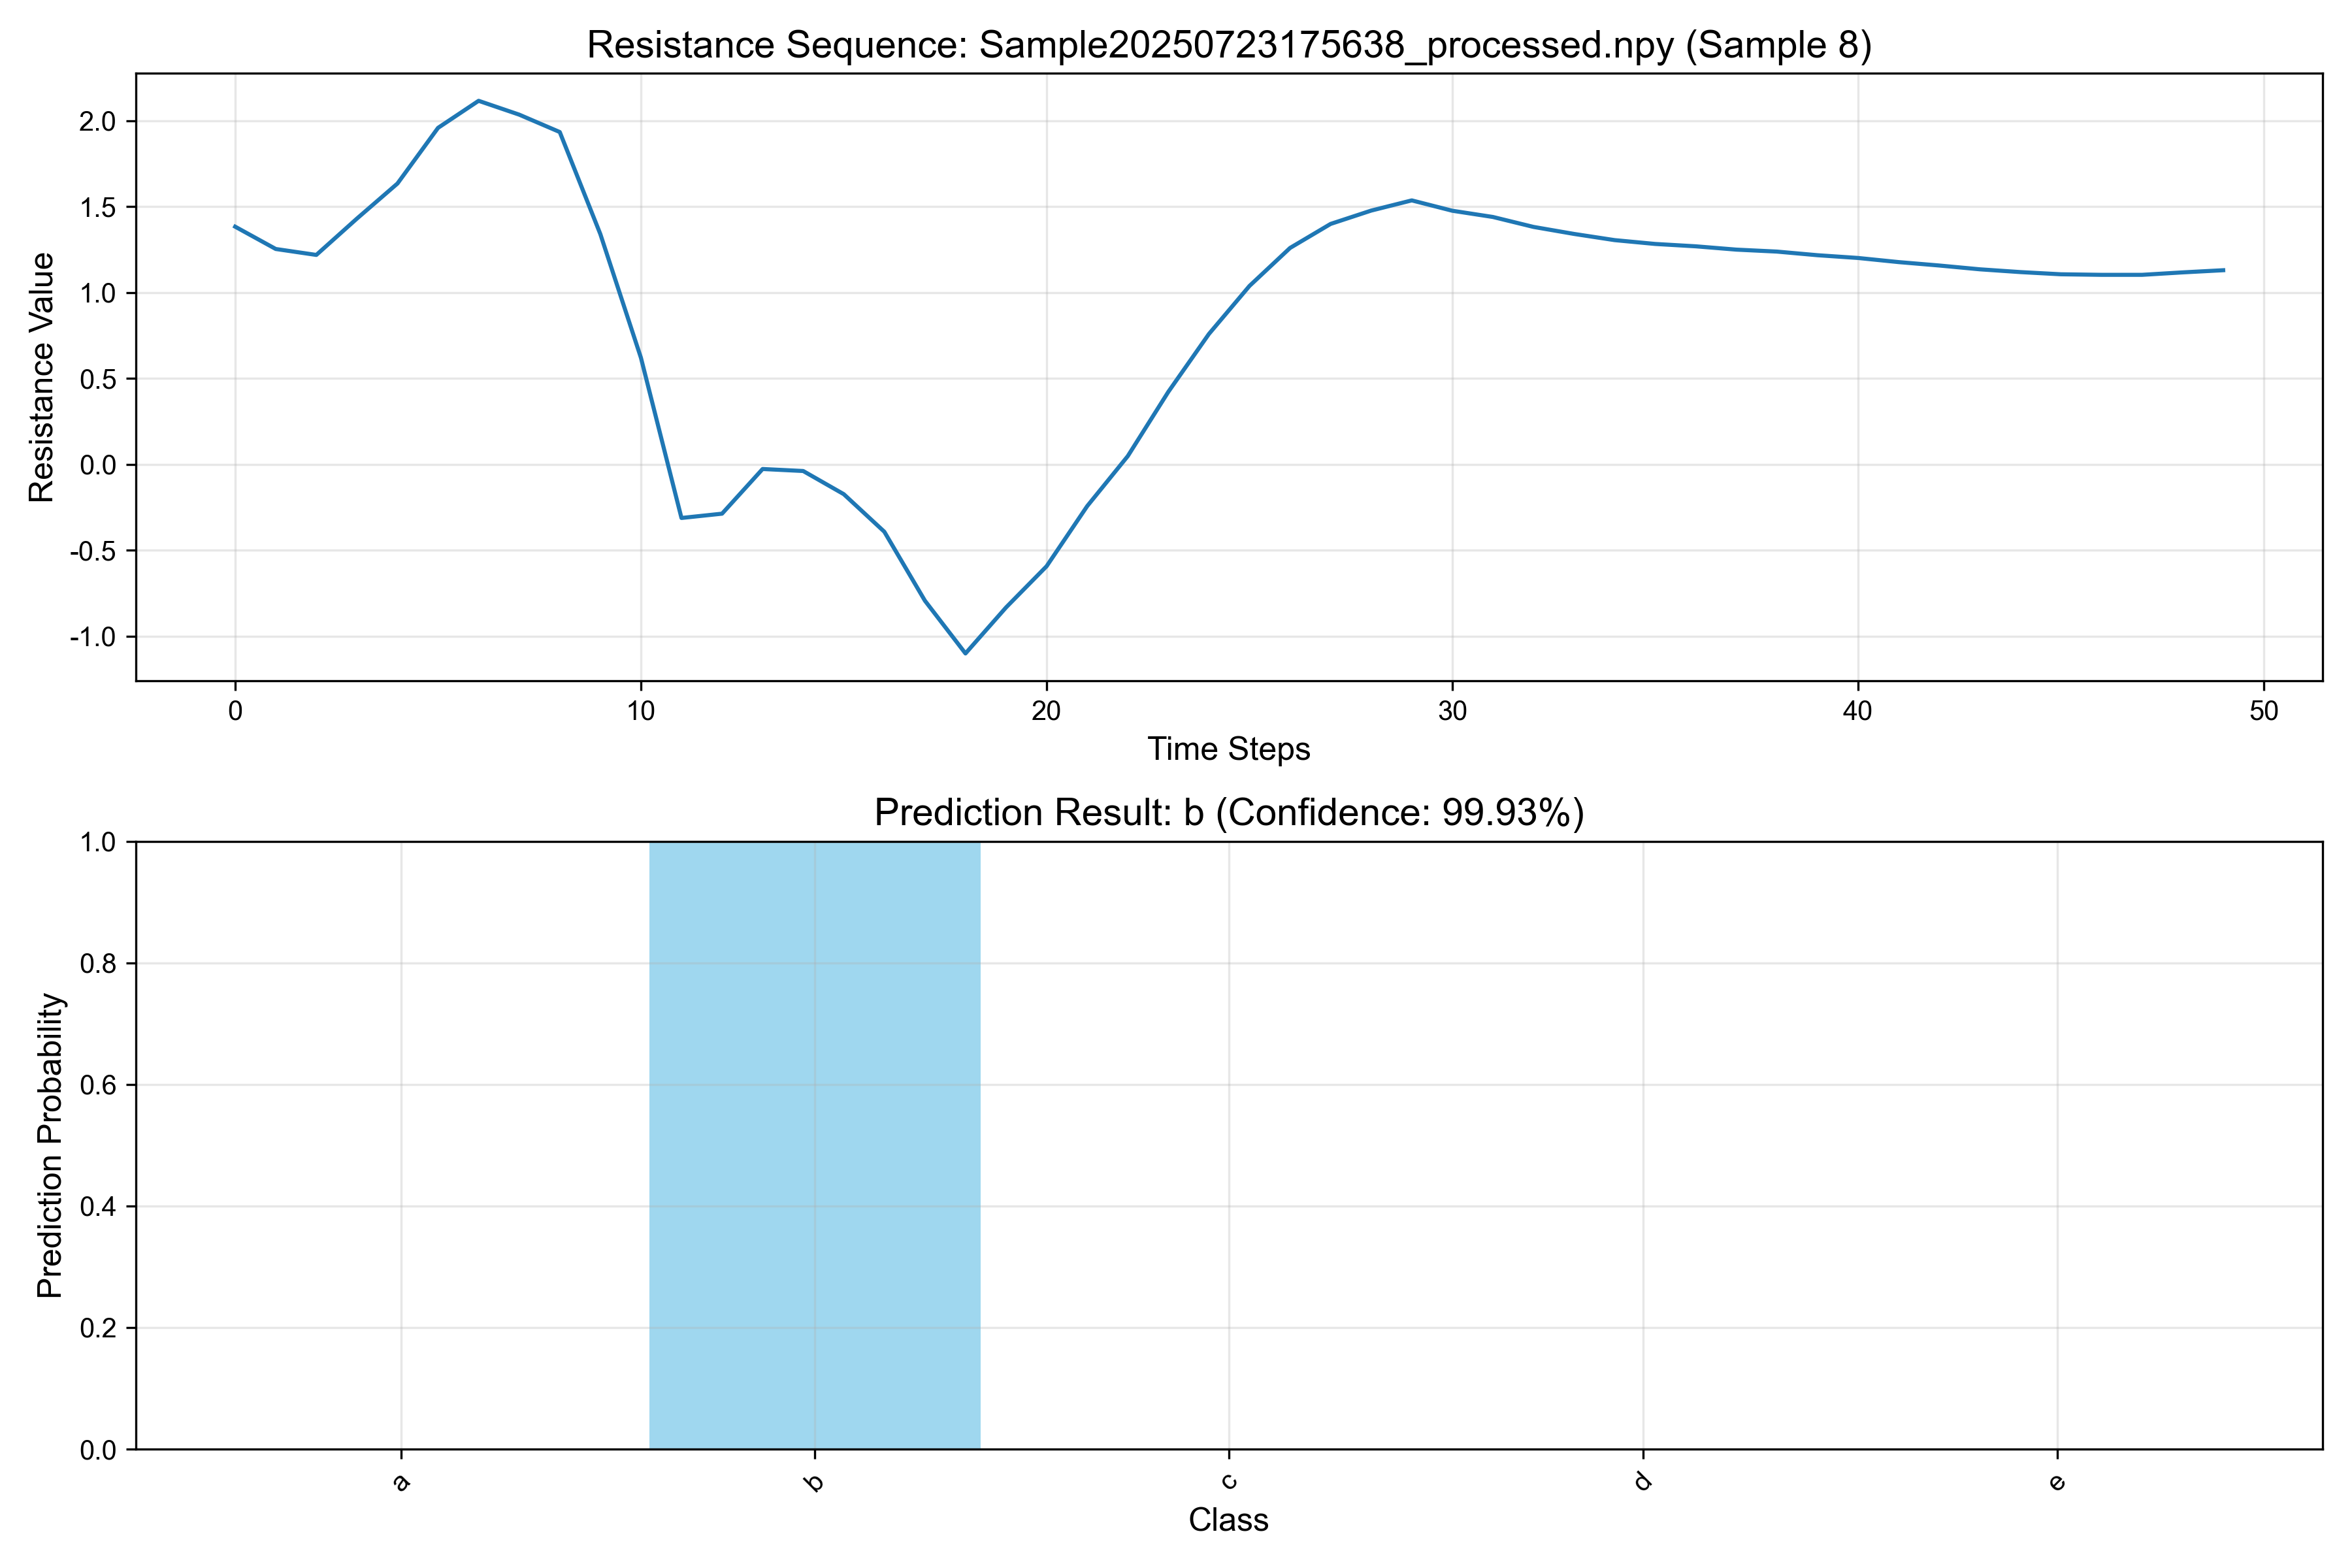 Resistance Sequence: Sample20250723175638_processed.npy (Sample 8)
Resistance Value
2.0
1.5
1.0
0.5
0.0
-0.5
-1.0
0 10 20 30 40 50
Time Steps
Prediction Result: b (Confidence: 99.93%)
Prediction Probability
1.0
0.8
0.6
0.4
0.2
0.0
a b c d e
Class